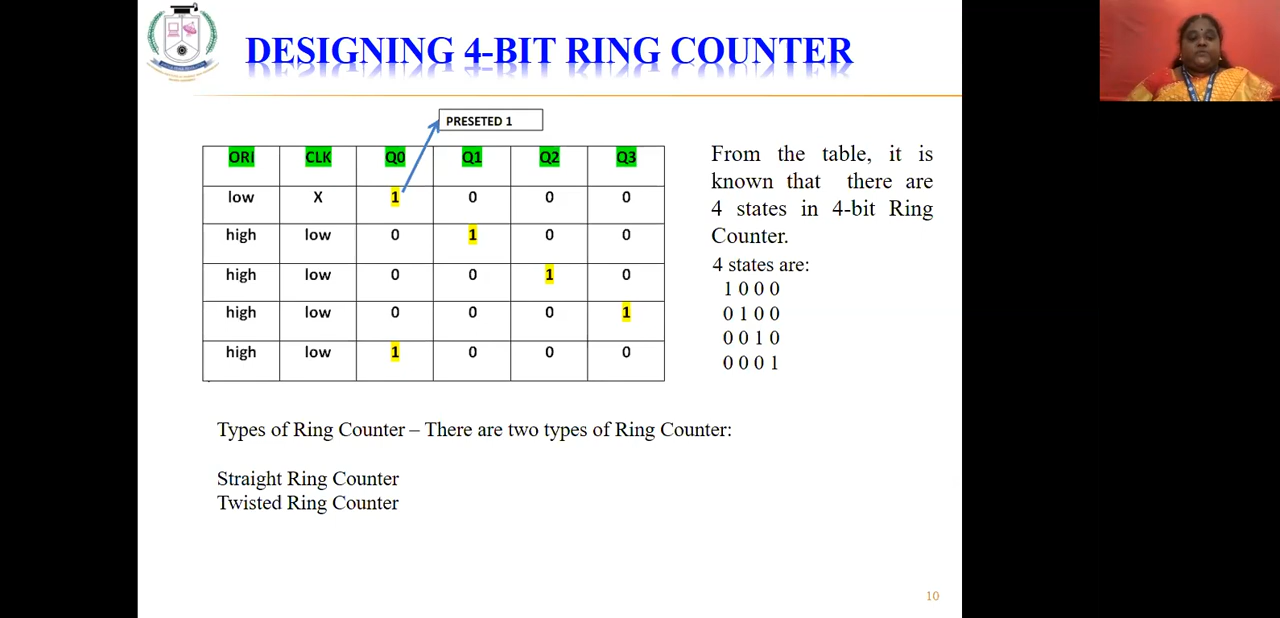 DESIGNING 4-BIT RING COUNTER
PRESETED 1
ORI CLK Q0 Q1 Q2 Q3
low X 1 0 0 0
high low 0 1 0 0
high low 0 0 1 0
high low 0 0 0 1
high low 1 0 0 0
From the table, it is
known that there are
4 states in 4-bit Ring
Counter.
4 states are:
1 0 0 0
0 1 0 0
0 0 1 0
0 0 0 1
Types of Ring Counter – There are two types of Ring Counter:
Straight Ring Counter
Twisted Ring Counter
10